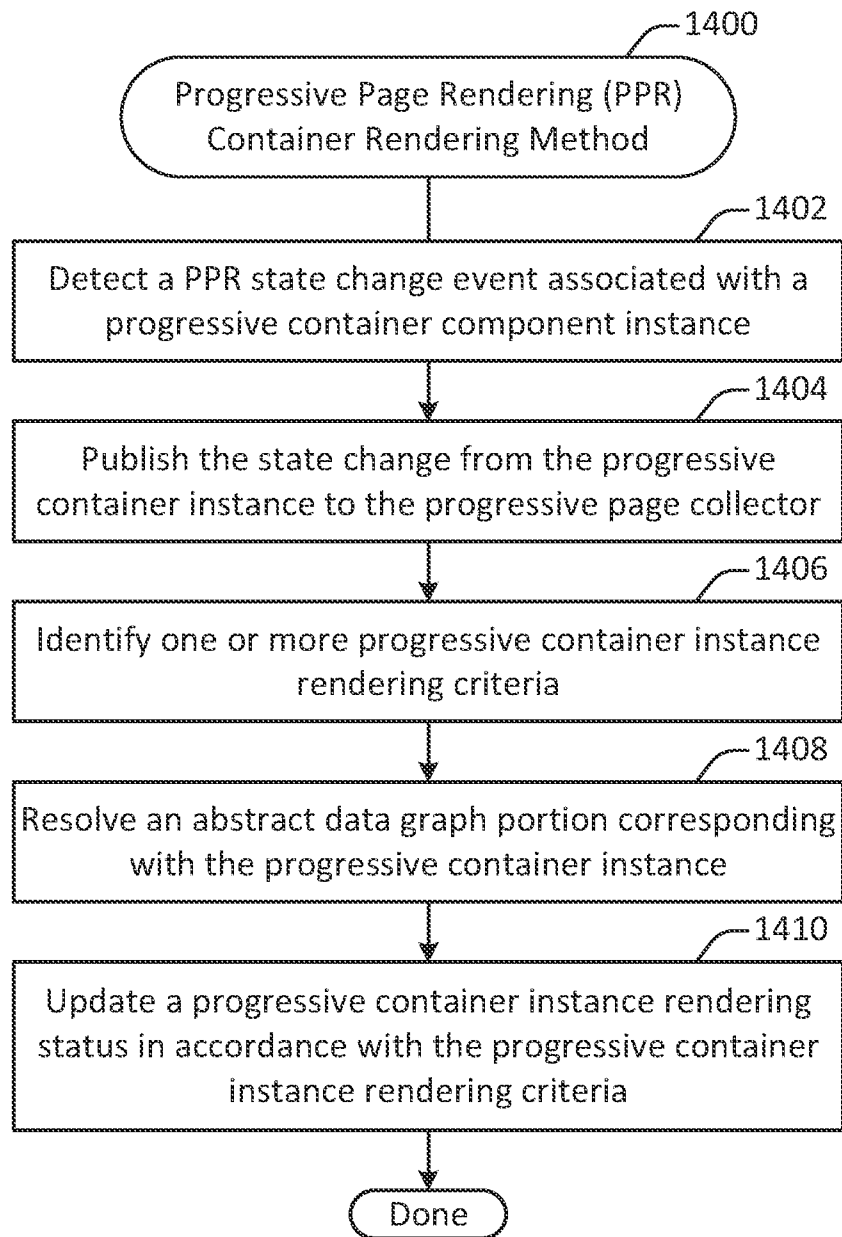 1400
Progressive Page Rendering (PPR)
Container Rendering Method
1402
Detect a PPR state change event associated with a
progressive container component instance
1404
Publish the state change from the progressive
container instance to the progressive page collector
1406
Identify one or more progressive container instance
rendering criteria
1408
Resolve an abstract data graph portion corresponding
with the progressive container instance
1410
Update a progressive container instance rendering
status in accordance with the progressive container
instance rendering criteria
Done